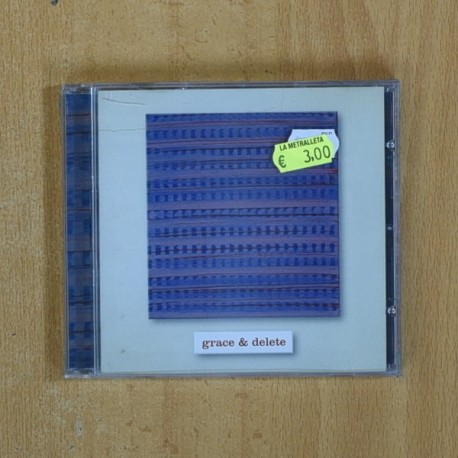 LA METRALLETA
€ 3,00
grace & delete